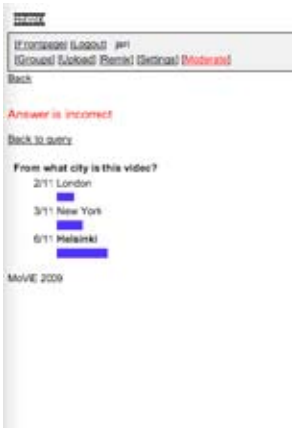 [Frontpage] [Logout]
[Groups] [Upload] [Remix] [Settings] [Moderate]
Back
Answer is incorrect
Back to query
From what city is this video?
2/11 London
3/11 New York
6/11 Helsinki
MoViE 2009